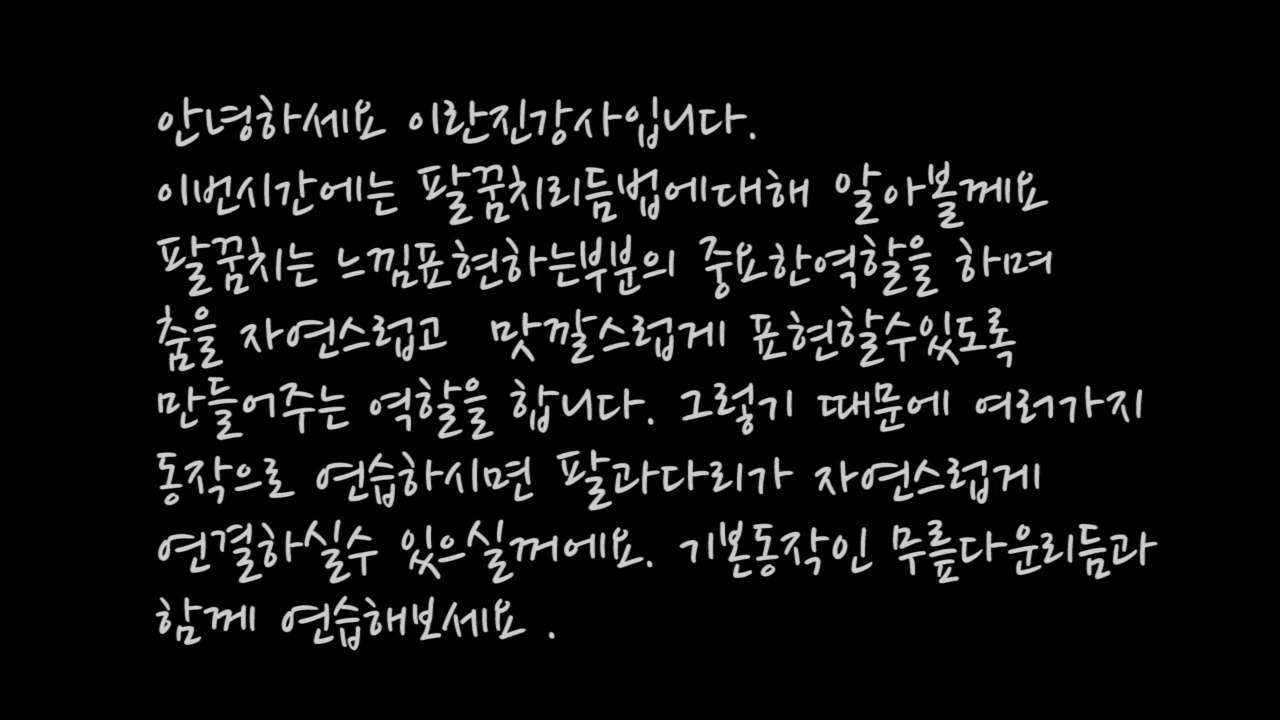 안녕하세요 이란진강사입니다.
이번시간에는 팔꿈치리듬법에대해 알아볼께요
팔꿈치는 느낌표현하는부분의 중요한역할을 하며
춤을 자연스럽고 맛깔스럽게 표현할수있도록
만들어주는 역할을 합니다. 그렇기 때문에 여러가지
동작으로 연습하시면 팔과다리가 자연스럽게
연결하실수 있으실꺼에요. 기본동작인 무릎다운리듬과
함께 연습해보세요 .